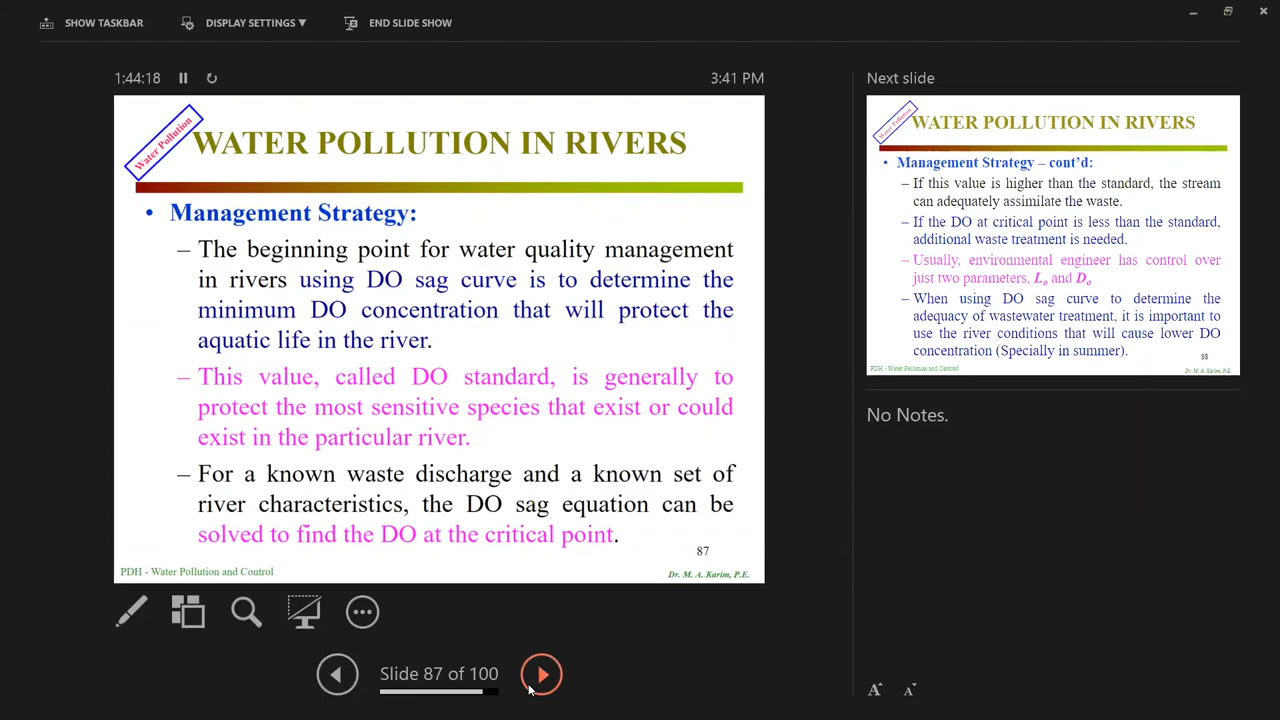 SHOW TASKBAR
DISPLAY SETTINGS ▼
END SLIDE SHOW
1:44:18
3:41 PM
Water Pollution
WATER POLLUTION IN RIVERS
• Management Strategy:
– The beginning point for water quality management
in rivers using DO sag curve is to determine the
minimum DO concentration that will protect the
aquatic life in the river.
– This value, called DO standard, is generally to
protect the most sensitive species that exist or could
exist in the particular river.
– For a known waste discharge and a known set of
river characteristics, the DO sag equation can be
solved to find the DO at the critical point.
87
PDH - Water Pollution and Control
Dr. M. A. Karim, P.E.
Slide 87 of 100
Next slide
Water Pollution
WATER POLLUTION IN RIVERS
• Management Strategy – cont'd:
– If this value is higher than the standard, the stream
can adequately assimilate the waste.
– If the DO at critical point is less than the standard,
additional waste treatment is needed.
– Usually, environmental engineer has control over
just two parameters, Lo and Do
– When using DO sag curve to determine the
adequacy of wastewater treatment, it is important to
use the river conditions that will cause lower DO
concentration (Specially in summer).
88
PDH - Water Pollution and Control
Dr. M. A. Karim, P.E.
No Notes.
A A